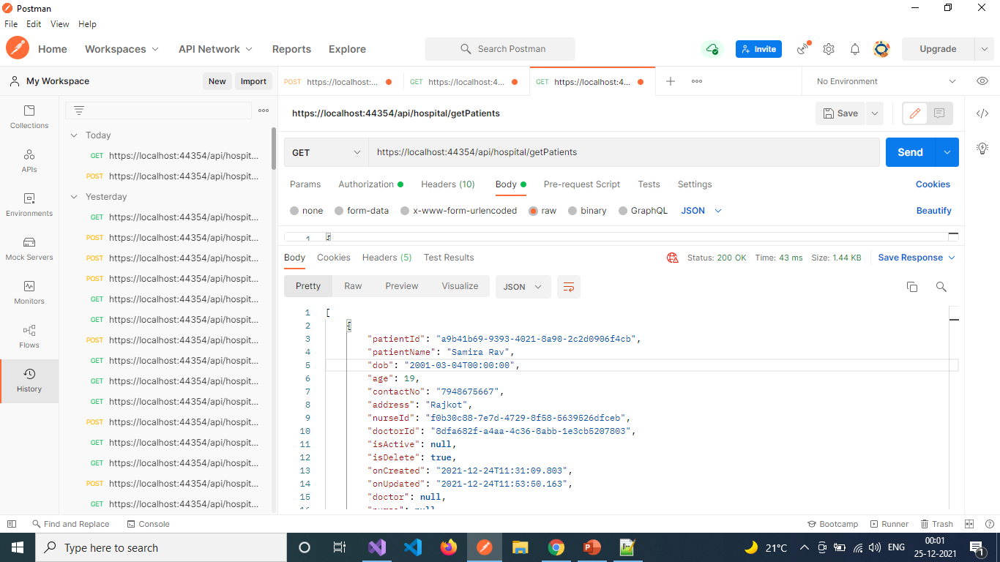 Postman
File Edit View Help
Home Workspaces API Network Reports Explore Search Postman Invite Upgrade
My Workspace New Import POST https://localhost:... GET https://localhost:4... GET https://localhost:4... No Environment
Collections
APIs
Environments
Mock Servers
Monitors
Flows
History
Today
GET https://localhost:44354/api/hospit...
POST https://localhost:44354/api/hospit...
Yesterday
GET https://localhost:44354/api/hospit...
POST https://localhost:44354/api/hospit...
POST https://localhost:44354/api/hospit...
POST https://localhost:44354/api/hospit...
GET https://localhost:44354/api/hospit...
GET https://localhost:44354/api/hospit...
POST https://localhost:44354/api/hospit...
GET https://localhost:44354/api/hospit...
GET https://localhost:44354/api/hospit...
GET https://localhost:44354/api/hospit...
POST https://localhost:44354/api/hospit...
GET https://localhost:44354/api/hospit...
GET https://localhost:44354/api/hospit...
POST https://localhost:44354/api/hospit...
GET https://localhost:44354/api/hospit...
https://localhost:44354/api/hospital/getPatients Save
GET https://localhost:44354/api/hospital/getPatients Send
Params Authorization Headers (10) Body Pre-request Script Tests Settings Cookies
none form-data x-www-form-urlencoded raw binary GraphQL JSON Beautify
1 {
Body Cookies Headers (5) Test Results Status: 200 OK Time: 43 ms Size: 1.44 KB Save Response
Pretty Raw Preview Visualize JSON
1 [
2 {
3 "patientId": "a9b41b69-9393-4021-8a90-2c2d0906f4cb",
4 "patientName": "Samira Rav",
5 "dob": "2001-03-04T00:00:00",
6 "age": 19,
7 "contactNo": "7948675667",
8 "address": "Rajkot",
9 "nurseId": "f0b30c88-7e7d-4729-8f58-5639526dfceb",
10 "doctorId": "8dfa682f-a4aa-4c36-8abb-1e3cb5207803",
11 "isActive": null,
12 "isDelete": true,
13 "onCreated": "2021-12-24T11:31:09.803",
14 "onUpdated": "2021-12-24T11:53:50.163",
15 "doctor": null,
16 "nurse": null
Find and Replace Console Bootcamp Runner Trash
Type here to search 21°C ENG 00:01
25-12-2021 1